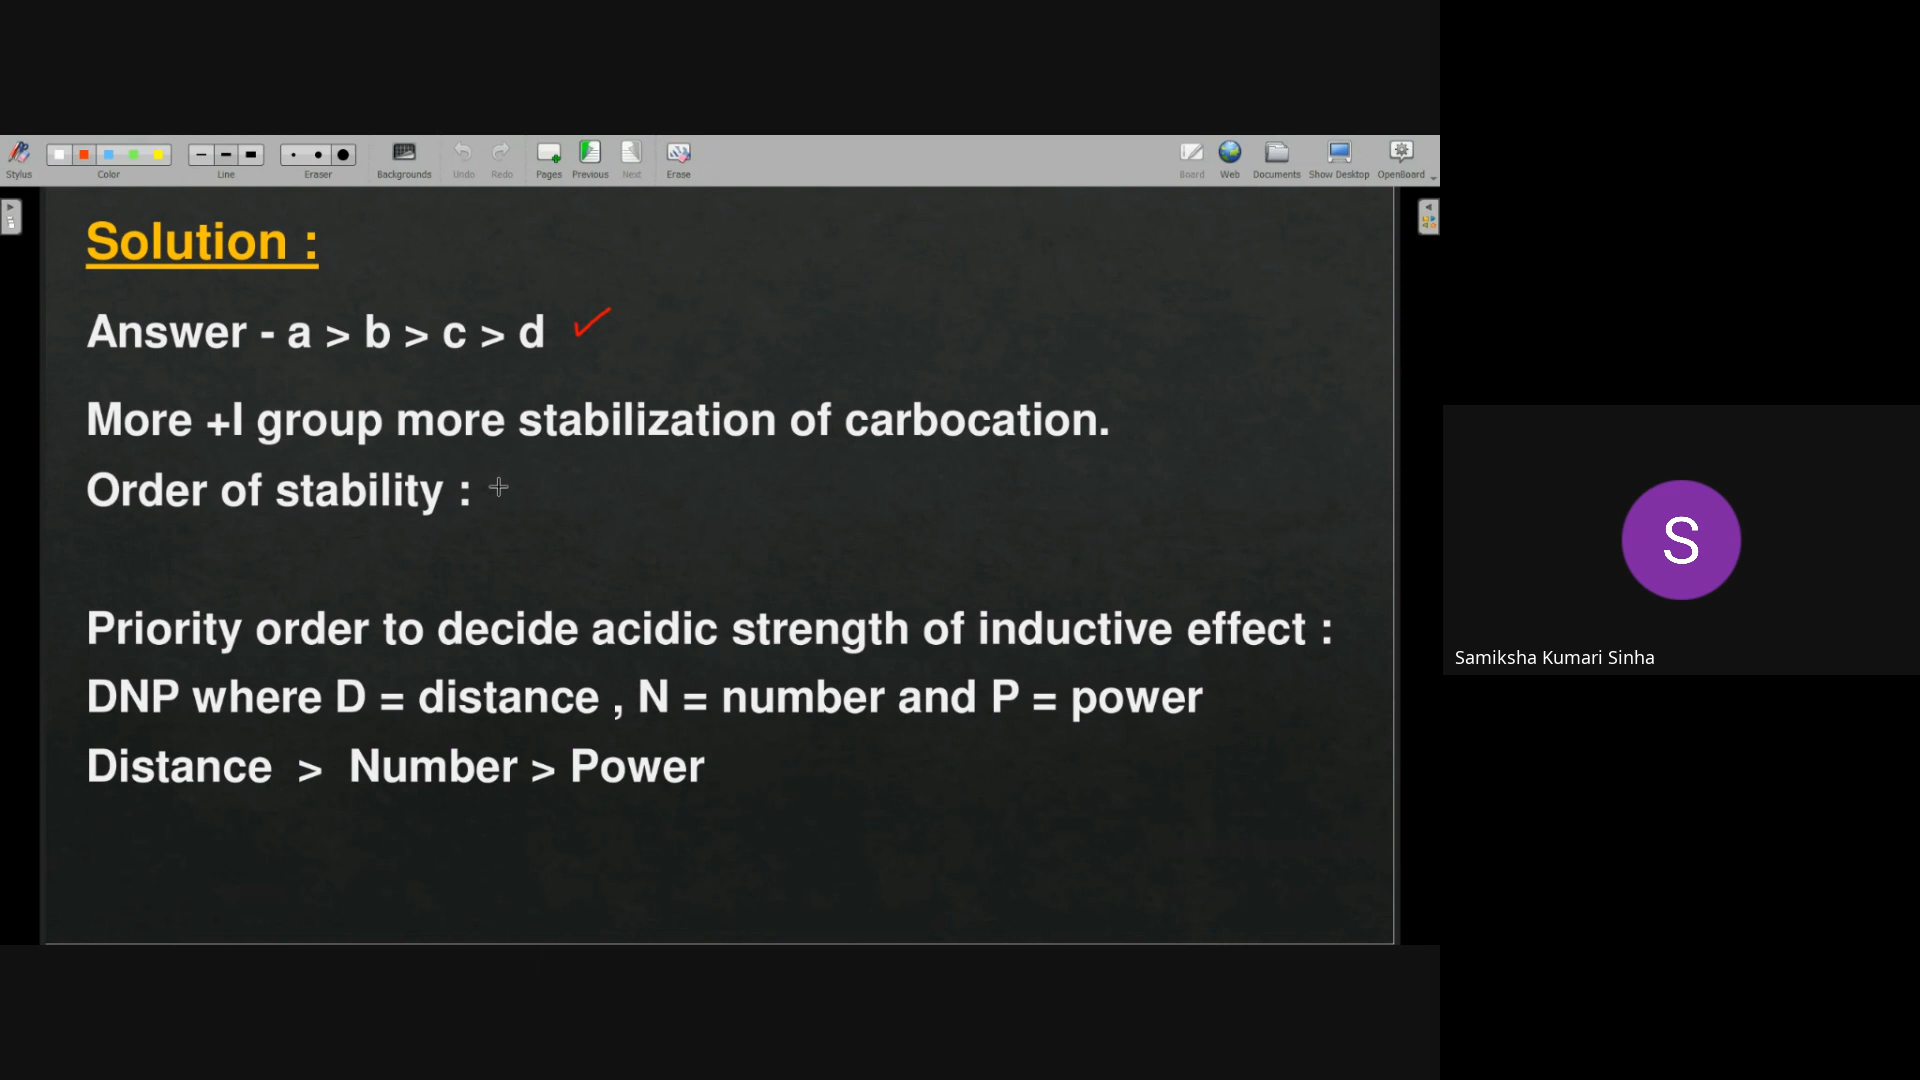 Stylus Color Line Eraser Backgrounds Undo Redo Pages Previous Next Erase Board Web Documents Show Desktop OpenBoard
Solution :
Answer - a > b > c > d
More +I group more stabilization of carbocation.
Order of stability :
Priority order to decide acidic strength of inductive effect :
DNP where D = distance , N = number and P = power
Distance > Number > Power
S
Samiksha Kumari Sinha